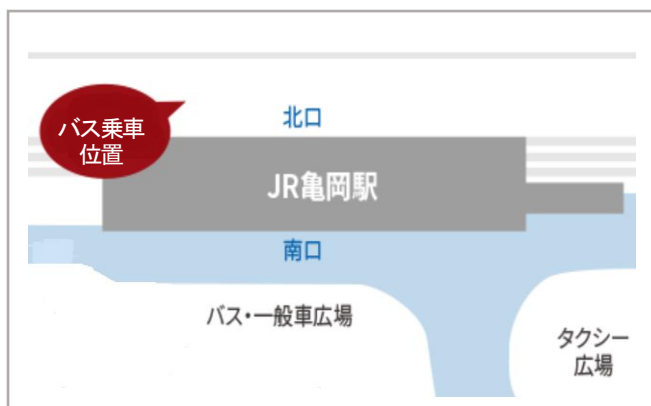 北口
バス乗車
位置
JR亀岡駅
南口
バス・一般車広場
タクシー
広場